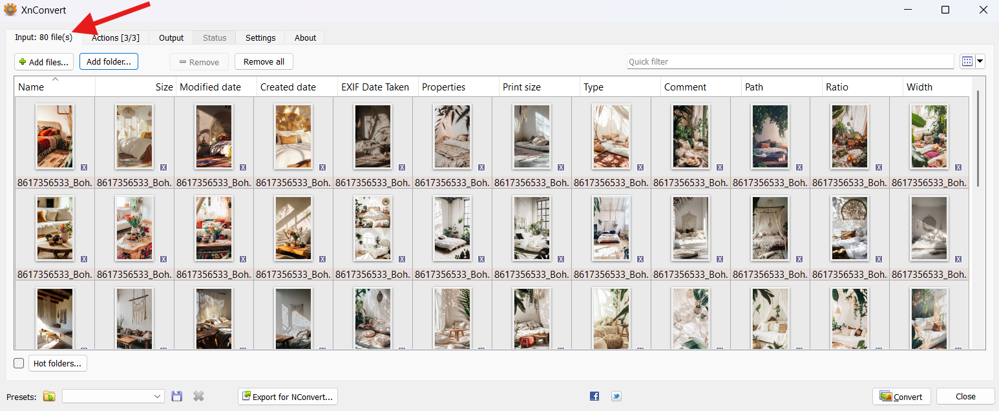 XnConvert
Input: 80 file(s) Actions [3/3] Output Status Settings About
Add files... Add folder... Remove Remove all Quick filter
Name Size Modified date Created date EXIF Date Taken Properties Print size Type Comment Path Ratio Width
8617356533_Boh. 8617356533_Boh. 8617356533_Boh. 8617356533_Boh. 8617356533_Boh. 8617356533_Boh. 8617356533_Boh. 8617356533_Boh. 8617356533_Boh. 8617356533_Boh. 8617356533_Boh. 8617356533_Boh.
8617356533_Boh. 8617356533_Boh. 8617356533_Boh. 8617356533_Boh. 8617356533_Boh. 8617356533_Boh. 8617356533_Boh. 8617356533_Boh. 8617356533_Boh. 8617356533_Boh. 8617356533_Boh. 8617356533_Boh.
Hot folders...
Presets: Export for NConvert... Convert Close